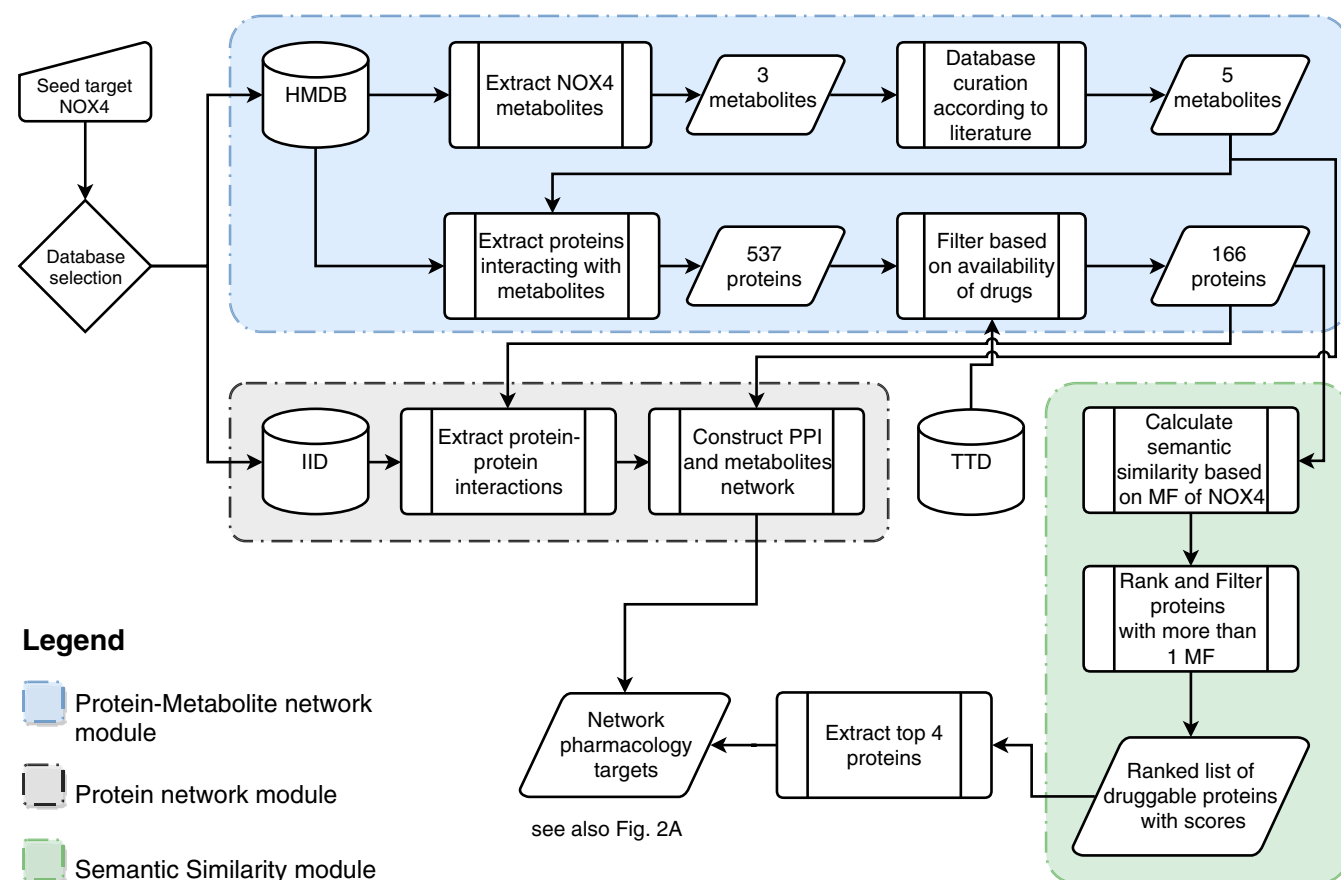 Seed target
NOX4
HMDB
Extract NOX4
metabolites
3
metabolites
Database
curation
according to
literature
5
metabolites
Database
selection
Extract proteins
interacting with
metabolites
537
proteins
Filter based
on availability
of drugs
166
proteins
IID
Extract protein-
protein
interactions
Construct PPI
and metabolites
network
TTD
Calculate
semantic
similarity based
on MF of NOX4
Rank and Filter
proteins
with more than
1 MF
Legend
Protein-Metabolite network
module
Protein network module
Semantic Similarity module
Network
pharmacology
targets
see also Fig. 2A
Extract top 4
proteins
Ranked list of
druggable proteins
with scores